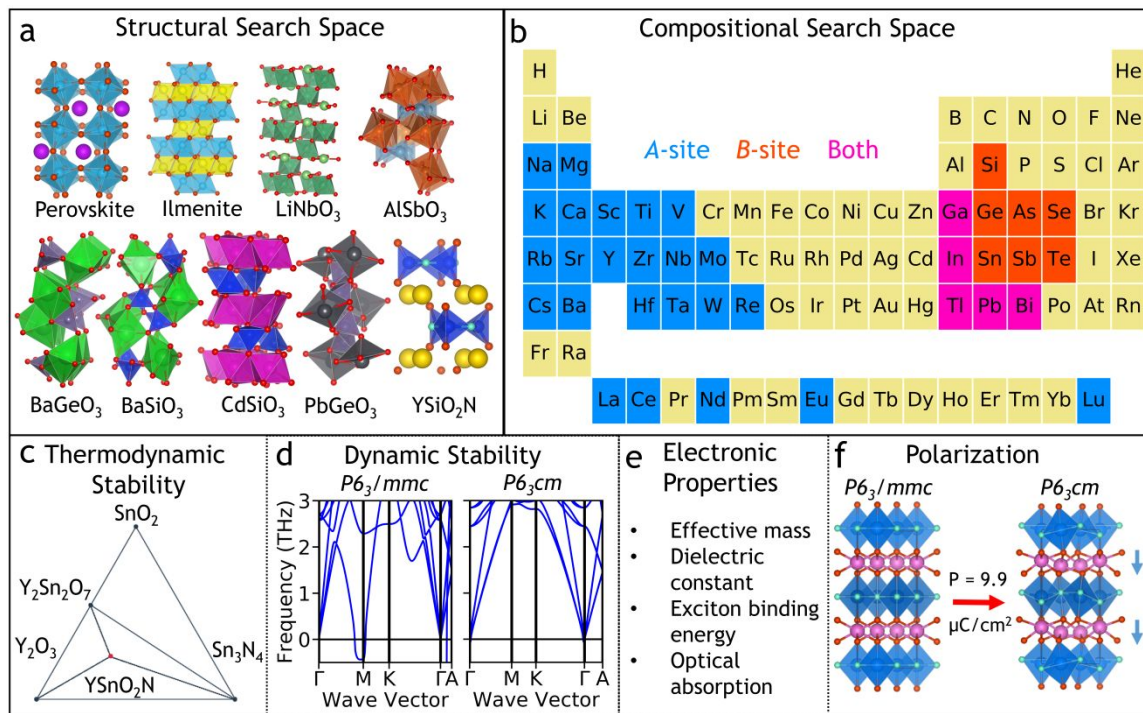 a Structural Search Space
Perovskite Ilmenite LiNbO₃ AlSbO₃
BaGeO₃ BaSiO₃ CdSiO₃ PbGeO₃ YSiO₂N
b Compositional Search Space
H He
Li Be B C N O F Ne
A-site B-site Both
Na Mg Al Si P S Cl Ar
K Ca Sc Ti V Cr Mn Fe Co Ni Cu Zn Ga Ge As Se Br Kr
Rb Sr Y Zr Nb Mo Tc Ru Rh Pd Ag Cd In Sn Sb Te I Xe
Cs Ba Hf Ta W Re Os Ir Pt Au Hg Tl Pb Bi Po At Rn
Fr Ra
La Ce Pr Nd Pm Sm Eu Gd Tb Dy Ho Er Tm Yb Lu
c Thermodynamic
Stability
SnO₂
Y₂Sn₂O₇
Y₂O₃ Sn₃N₄
YSnO₂N
d Dynamic Stability
P6₃/mmc P6₃cm
Frequency (THz)
3
2
1
0
Γ M K Γ A Γ M K Γ A
Wave Vector Wave Vector
e Electronic
Properties
• Effective mass
• Dielectric
constant
• Exciton binding
energy
• Optical
absorption
f Polarization
P6₃/mmc P6₃cm
P = 9.9
μC/cm²